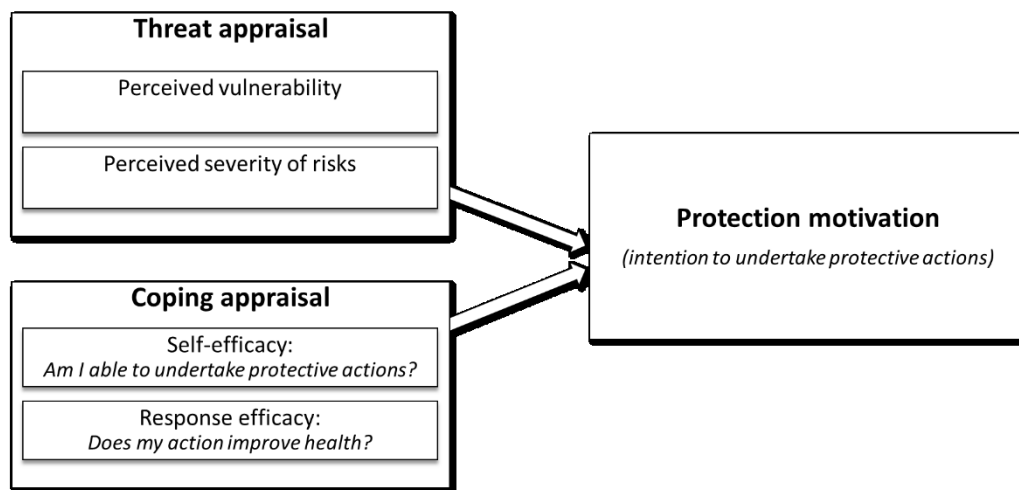 Threat appraisal
Perceived vulnerability
Perceived severity of risks
Coping appraisal
Self-efficacy:
Am I able to undertake protective actions?
Response efficacy:
Does my action improve health?
Protection motivation
(intention to undertake protective actions)